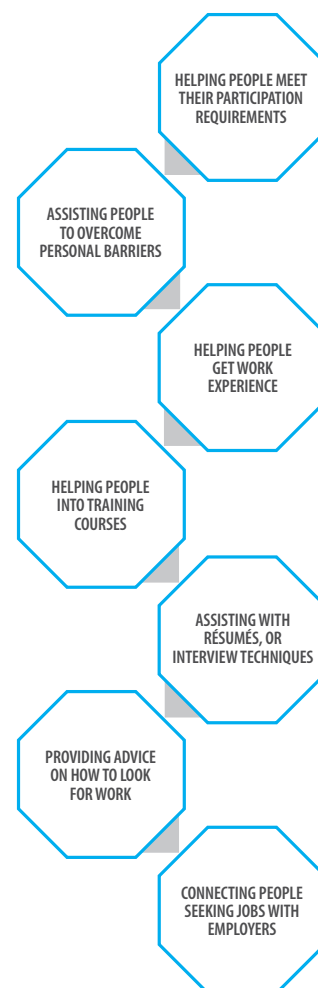 HELPING PEOPLE MEET
THEIR PARTICIPATION
REQUIREMENTS
ASSISTING PEOPLE
TO OVERCOME
PERSONAL BARRIERS
HELPING PEOPLE
GET WORK
EXPERIENCE
HELPING PEOPLE
INTO TRAINING
COURSES
ASSISTING WITH
RÉSUMÉS, OR
INTERVIEW TECHNIQUES
PROVIDING ADVICE
ON HOW TO LOOK
FOR WORK
CONNECTING PEOPLE
SEEKING JOBS WITH
EMPLOYERS